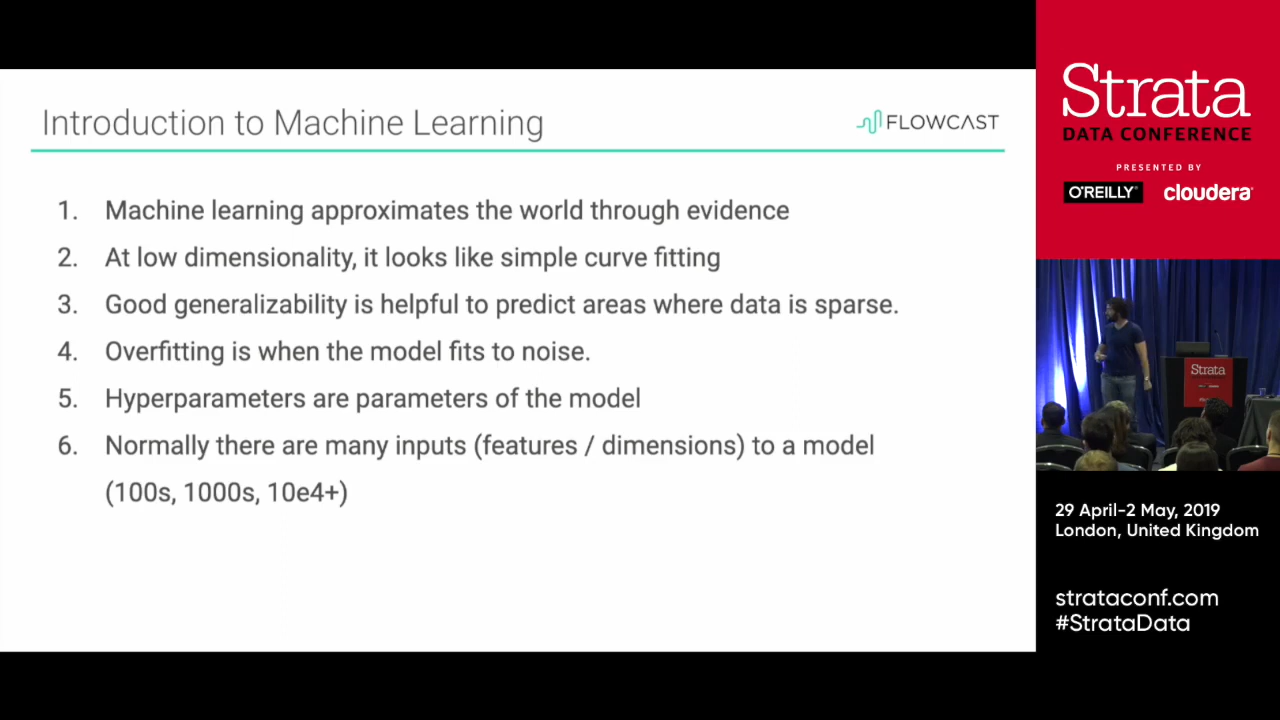 Introduction to Machine Learning
FLOWCAST
1. Machine learning approximates the world through evidence
2. At low dimensionality, it looks like simple curve fitting
3. Good generalizability is helpful to predict areas where data is sparse.
4. Overfitting is when the model fits to noise.
5. Hyperparameters are parameters of the model
6. Normally there are many inputs (features / dimensions) to a model
(100s, 1000s, 10e4+)
Strata
DATA CONFERENCE
PRESENTED BY
O'REILLY®
cloudera®
Strata
29 April-2 May, 2019
London, United Kingdom
strataconf.com
#StrataData